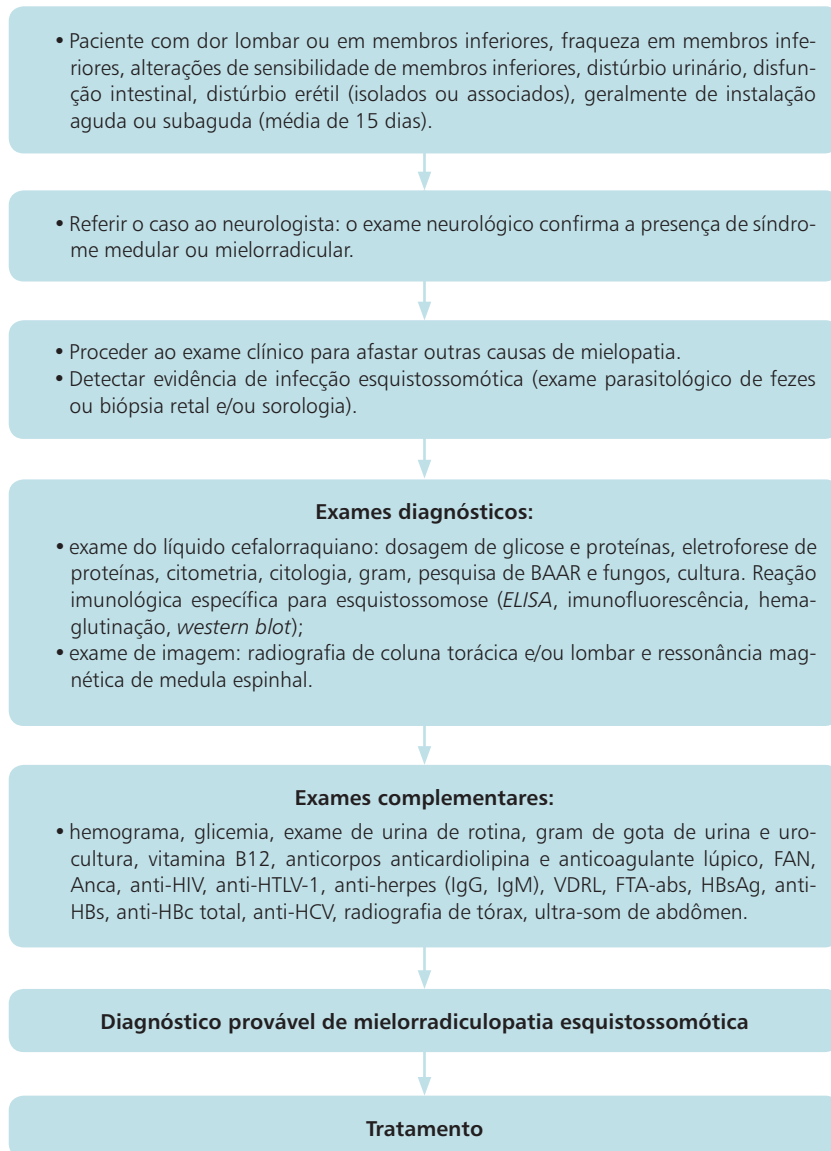 • Paciente com dor lombar ou em membros inferiores, fraqueza em membros infe-
riores, alterações de sensibilidade de membros inferiores, distúrbio urinário, disfun-
ção intestinal, distúrbio erétil (isolados ou associados), geralmente de instalação
aguda ou subaguda (média de 15 dias).
• Referir o caso ao neurologista: o exame neurológico confirma a presença de síndro-
me medular ou mielorradicular.
• Proceder ao exame clínico para afastar outras causas de mielopatia.
• Detectar evidência de infecção esquistossomótica (exame parasitológico de fezes
ou biópsia retal e/ou sorologia).
Exames diagnósticos:
• exame do líquido cefalorraquiano: dosagem de glicose e proteínas, eletroforese de
proteínas, citometria, citologia, gram, pesquisa de BAAR e fungos, cultura. Reação
imunológica específica para esquistossomose (ELISA, imunofluorescência, hema-
glutinação, western blot);
• exame de imagem: radiografia de coluna torácica e/ou lombar e ressonância mag-
nética de medula espinhal.
Exames complementares:
• hemograma, glicemia, exame de urina de rotina, gram de gota de urina e uro-
cultura, vitamina B12, anticorpos anticardiolipina e anticoagulante lúpico, FAN,
Anca, anti-HIV, anti-HTLV-1, anti-herpes (IgG, IgM), VDRL, FTA-abs, HBsAg, anti-
HBs, anti-HBc total, anti-HCV, radiografia de tórax, ultra-som de abdômen.
Diagnóstico provável de mielorradiculopatia esquistossomótica
Tratamento